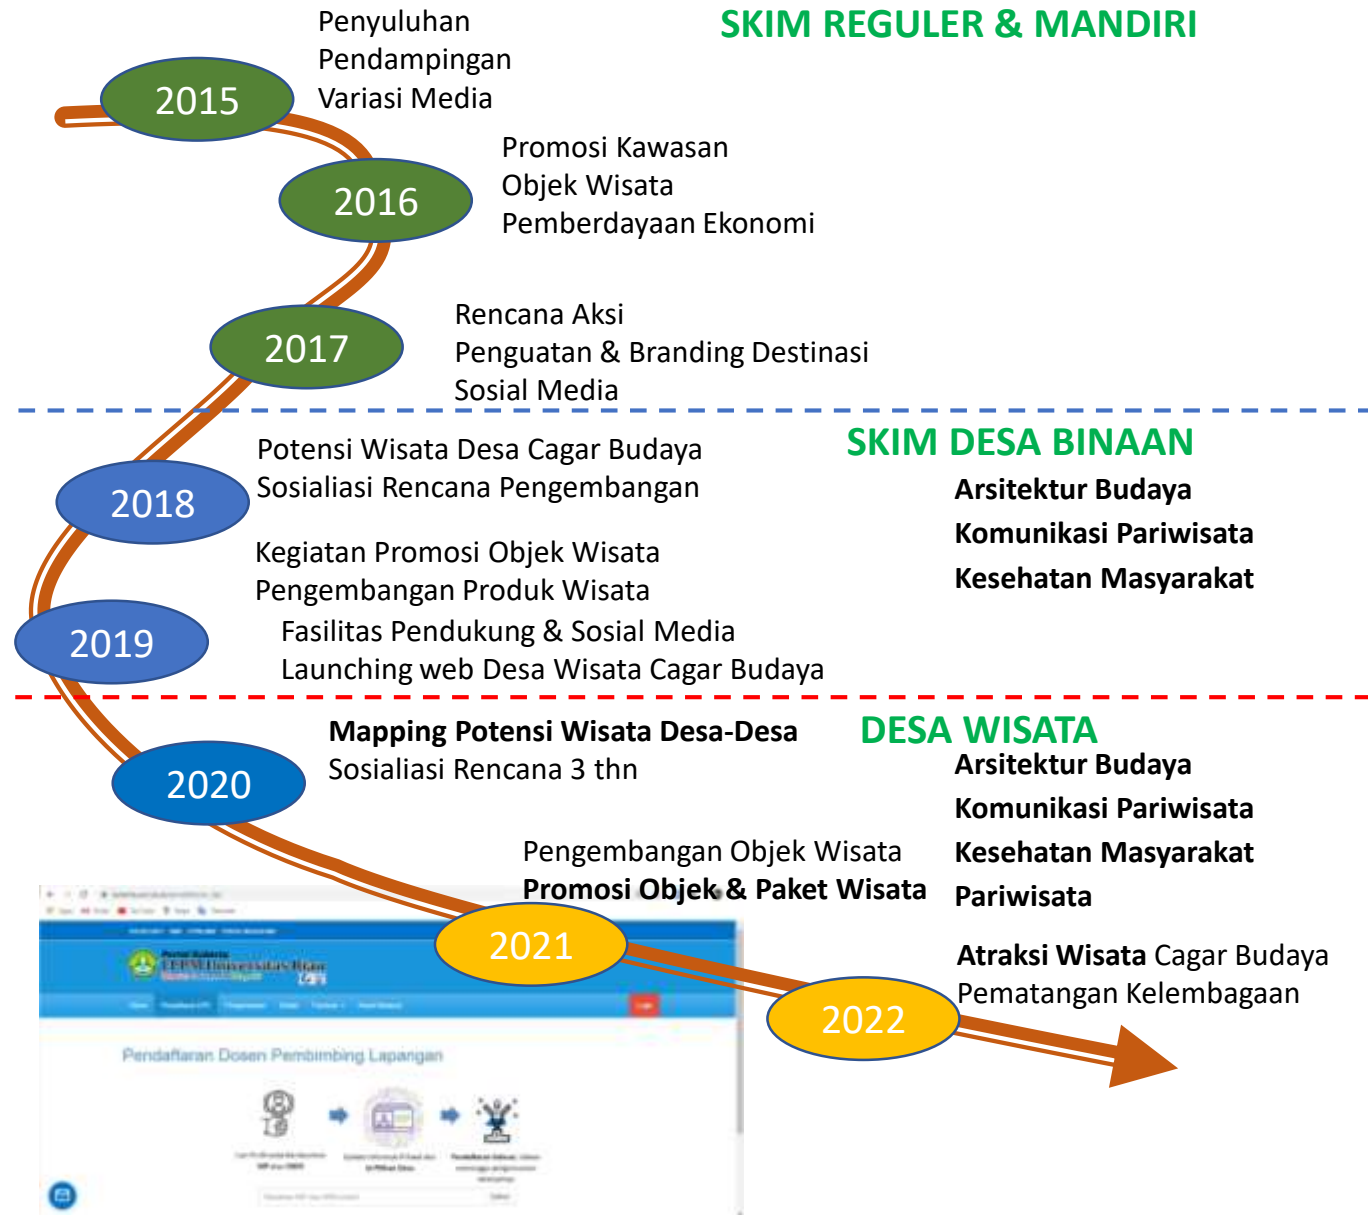 SKIM REGULER & MANDIRI
Penyuluhan
Pendampingan
Variasi Media
2015
Promosi Kawasan
Objek Wisata
Pemberdayaan Ekonomi
2016
Rencana Aksi
Penguatan & Branding Destinasi
Sosial Media
2017
SKIM DESA BINAAN
Arsitektur Budaya
Komunikasi Pariwisata
Kesehatan Masyarakat
Potensi Wisata Desa Cagar Budaya
Sosialiasi Rencana Pengembangan
2018
Kegiatan Promosi Objek Wisata
Pengembangan Produk Wisata
Fasilitas Pendukung & Sosial Media
Launching web Desa Wisata Cagar Budaya
2019
DESA WISATA
Arsitektur Budaya
Komunikasi Pariwisata
Kesehatan Masyarakat
Pariwisata
Mapping Potensi Wisata Desa-Desa
Sosialiasi Rencana 3 thn
2020
Pengembangan Objek Wisata
Promosi Objek & Paket Wisata
2021
Atraksi Wisata Cagar Budaya
Pematangan Kelembagaan
2022
LPPM Universitas Riau
Pendaftaran Dosen Pembimbing Lapangan